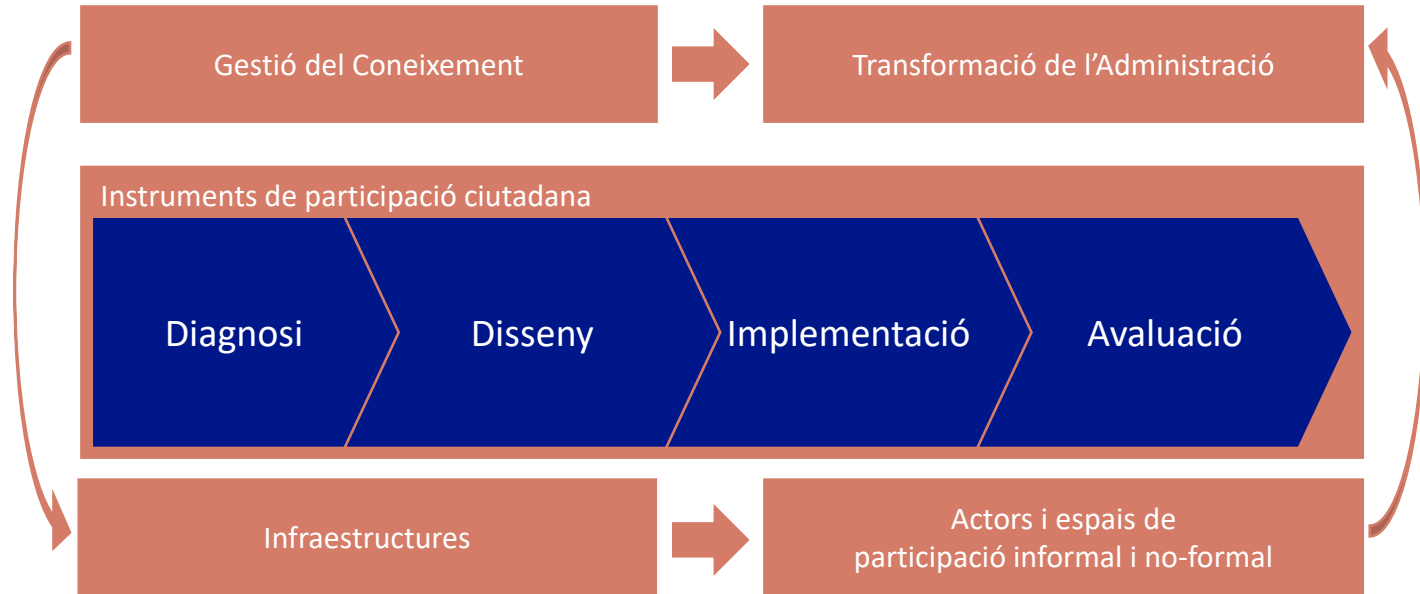 Gestió del Coneixement
Transformació de l’Administració
Instruments de participació ciutadana
Diagnosi
Disseny
Implementació
Avaluació
Infraestructures
Actors i espais de
participació informal i no-formal